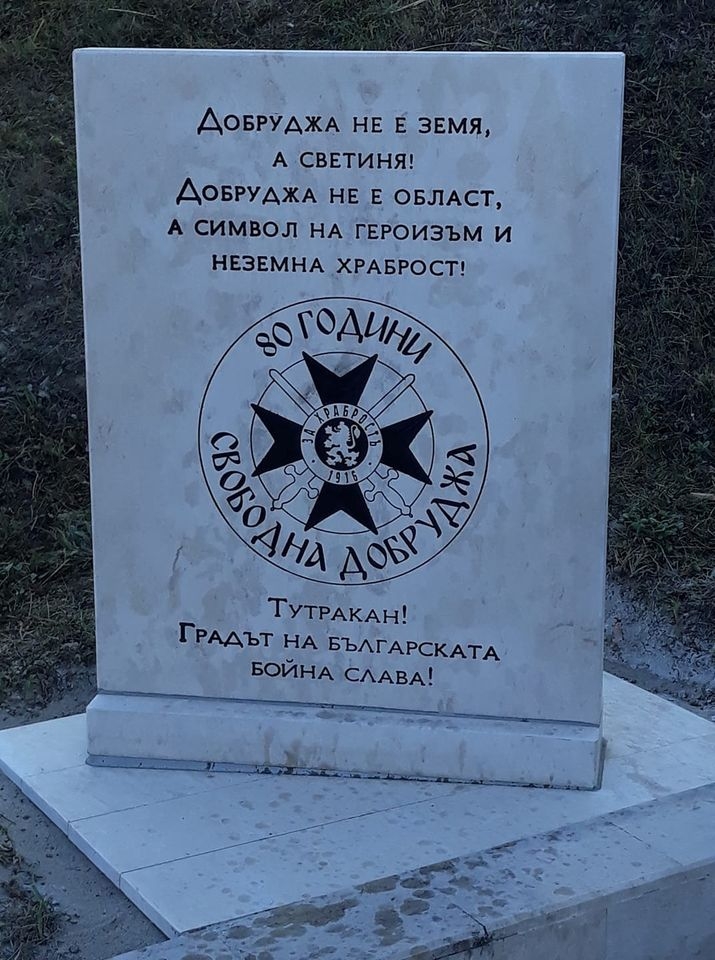 Добруджа не е земя,
а светиня!
Добруджа не е област,
а символ на героизъм и
неземна храброст!
80 ГОДИНИ
ЗА ХРАБРОСТЬ
1916
СВОБОДНА ДОБРУДЖА
Тутракан!
Градът на българската
бойна слава!